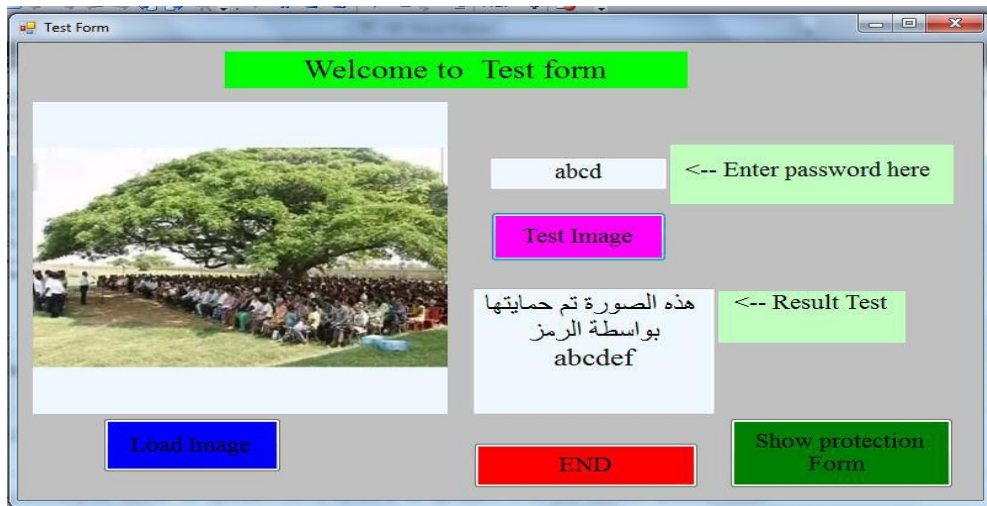 Test Form
Welcome to Test form
abcd
<-- Enter password here
Test Image
هذه الصورة تم حمايتها
بواسطة الرمز
abcdef
<-- Result Test
Load Image
END
Show protection
Form